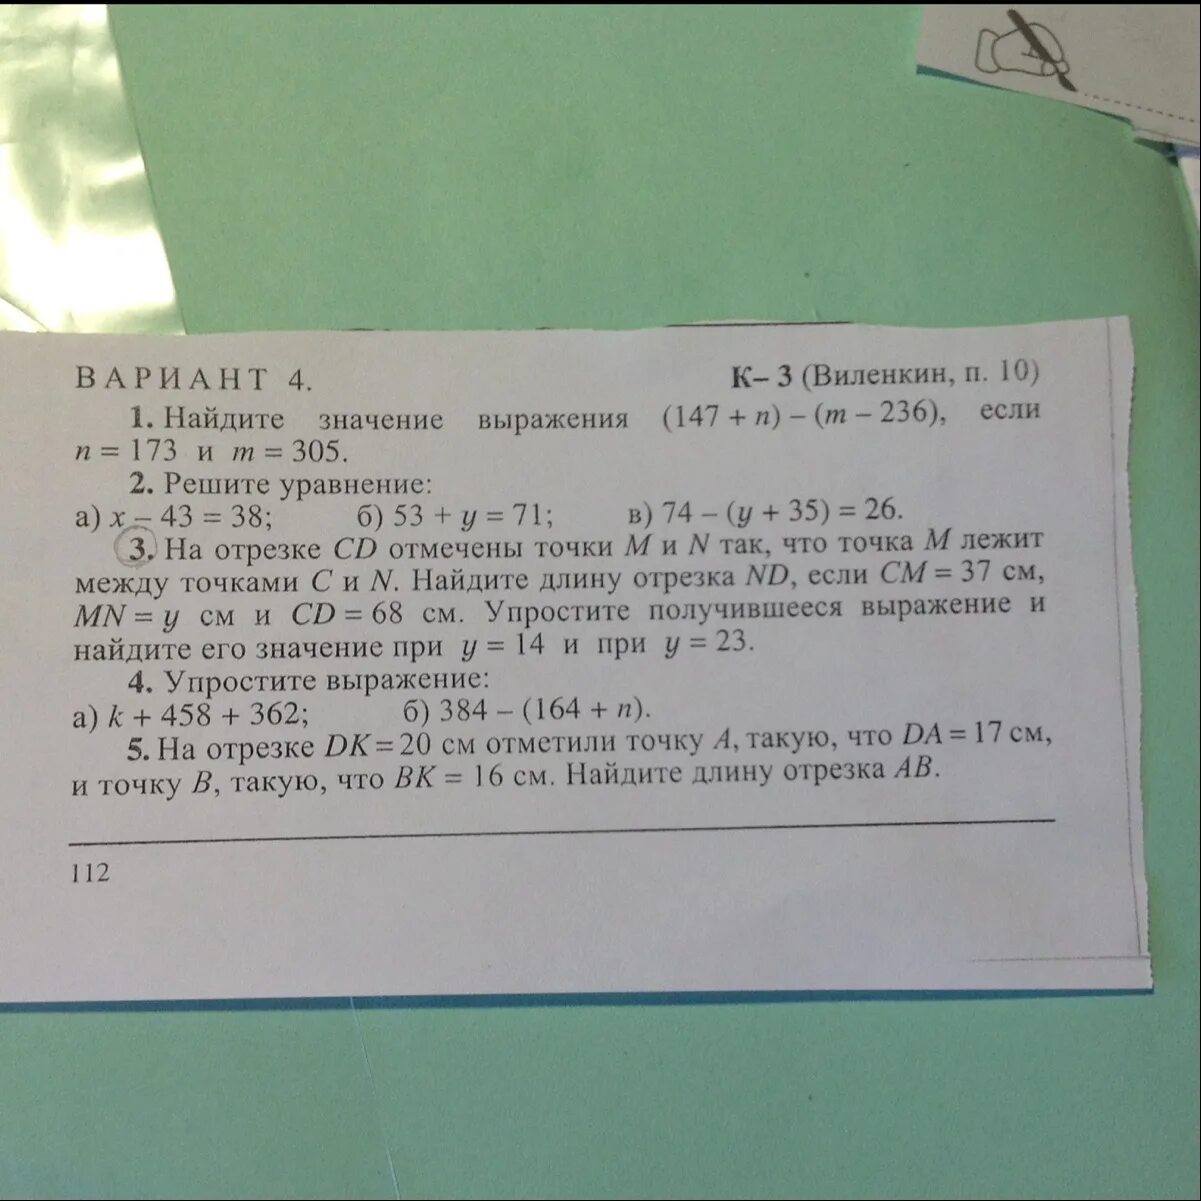 ВАРИАНТ 4. К–3 (Виленкин, п. 10)
1. Найдите значение выражения (147 + n) – (m – 236), если
n = 173 и m = 305.
2. Решите уравнение:
а) x – 43 = 38; б) 53 + y = 71; в) 74 – (y + 35) = 26.
3. На отрезке CD отмечены точки M и N так, что точка M лежит
между точками C и N. Найдите длину отрезка ND, если CM = 37 см,
MN = y см и CD = 68 см. Упростите получившееся выражение и
найдите его значение при y = 14 и при y = 23.
4. Упростите выражение:
а) k + 458 + 362; б) 384 – (164 + n).
5. На отрезке DK = 20 см отметили точку A, такую, что DA = 17 см,
и точку B, такую, что BK = 16 см. Найдите длину отрезка AB.
112